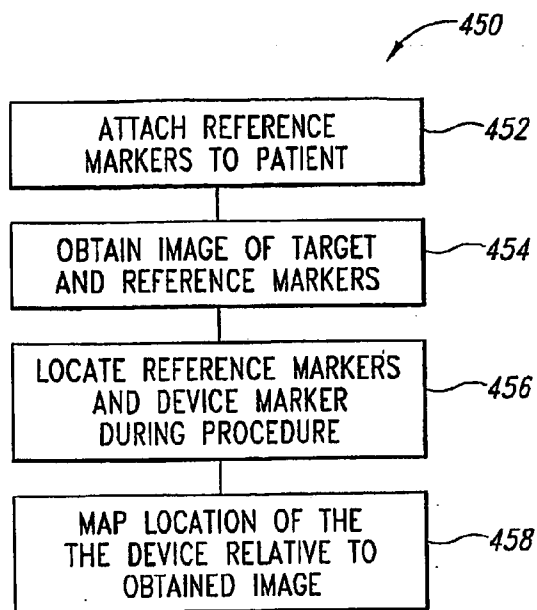 450
ATTACH REFERENCE
MARKERS TO PATIENT
452
OBTAIN IMAGE OF TARGET
AND REFERENCE MARKERS
454
LOCATE REFERENCE MARKERS
AND DEVICE MARKER
DURING PROCEDURE
456
MAP LOCATION OF THE
THE DEVICE RELATIVE TO
OBTAINED IMAGE
458